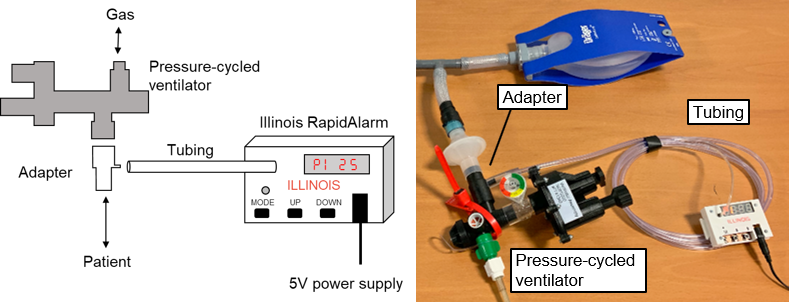 Gas
Pressure-cycled
ventilator
Illinois RapidAlarm
Adapter
Tubing
PI 25
ILLINOIS
MODE UP DOWN
Patient
5V power supply
Dräger
Adapter
Tubing
ILLINOIS
Pressure-cycled
ventilator